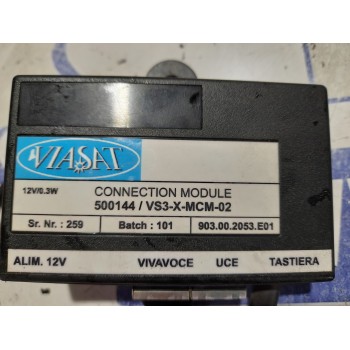 VIASAT
12V/0.3W
CONNECTION MODULE
500144 / VS3-X-MCM-02
Sr. Nr. : 259
Batch : 101
903.00.2053.E01
ALIM. 12V VIVAVOCE UCE TASTIERA